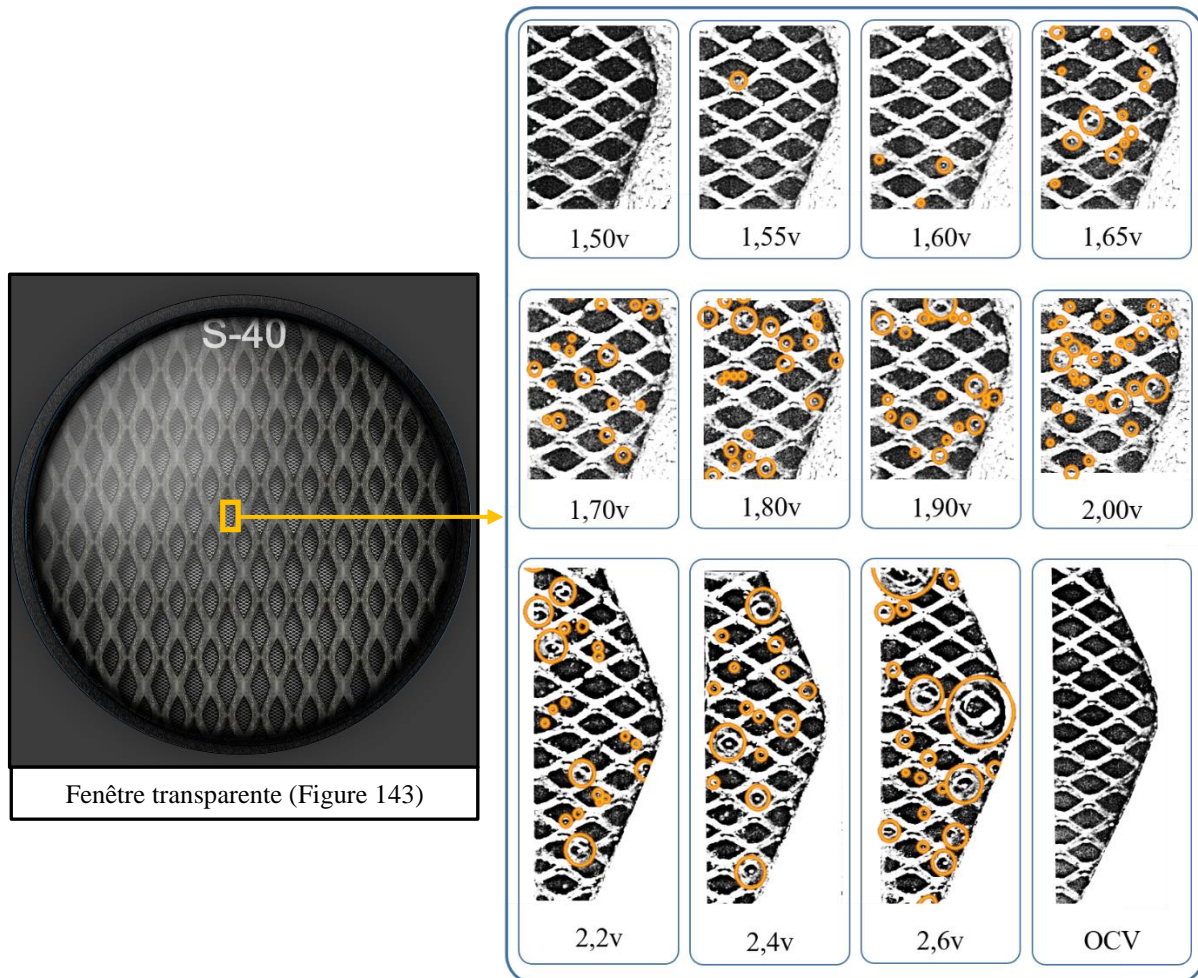 S-40
Fenêtre transparente (Figure 143)
1,50v
1,55v
1,60v
1,65v
1,70v
1,80v
1,90v
2,00v
2,2v
2,4v
2,6v
OCV